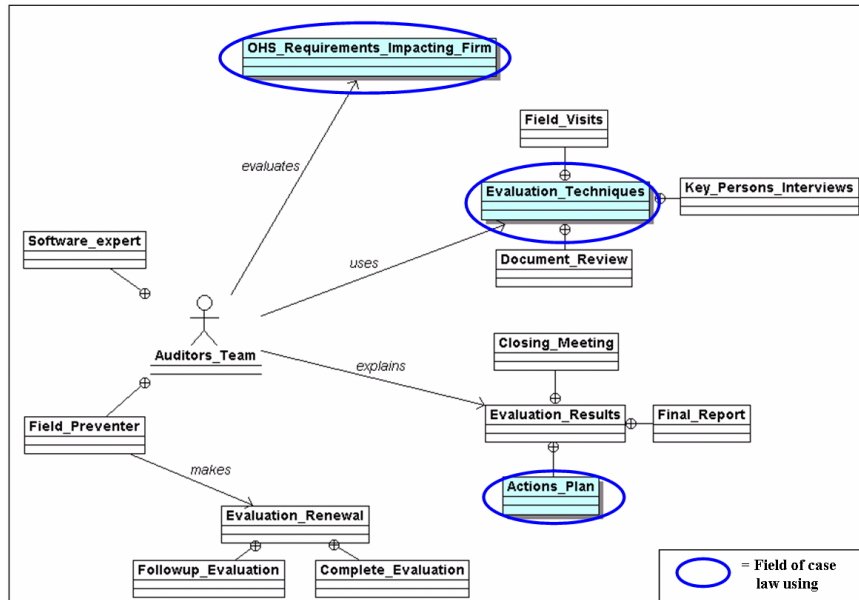 OHS_Requirements_Impacting_Firm
Field_Visits
evaluates
Evaluation_Techniques
Key_Persons_Interviews
Software_expert
uses
Document_Review
Auditors_Team
Closing_Meeting
explains
Evaluation_Results
Final_Report
Field_Preventer
makes
Actions_Plan
Evaluation_Renewal
Followup_Evaluation
Complete_Evaluation
= Field of case
law using